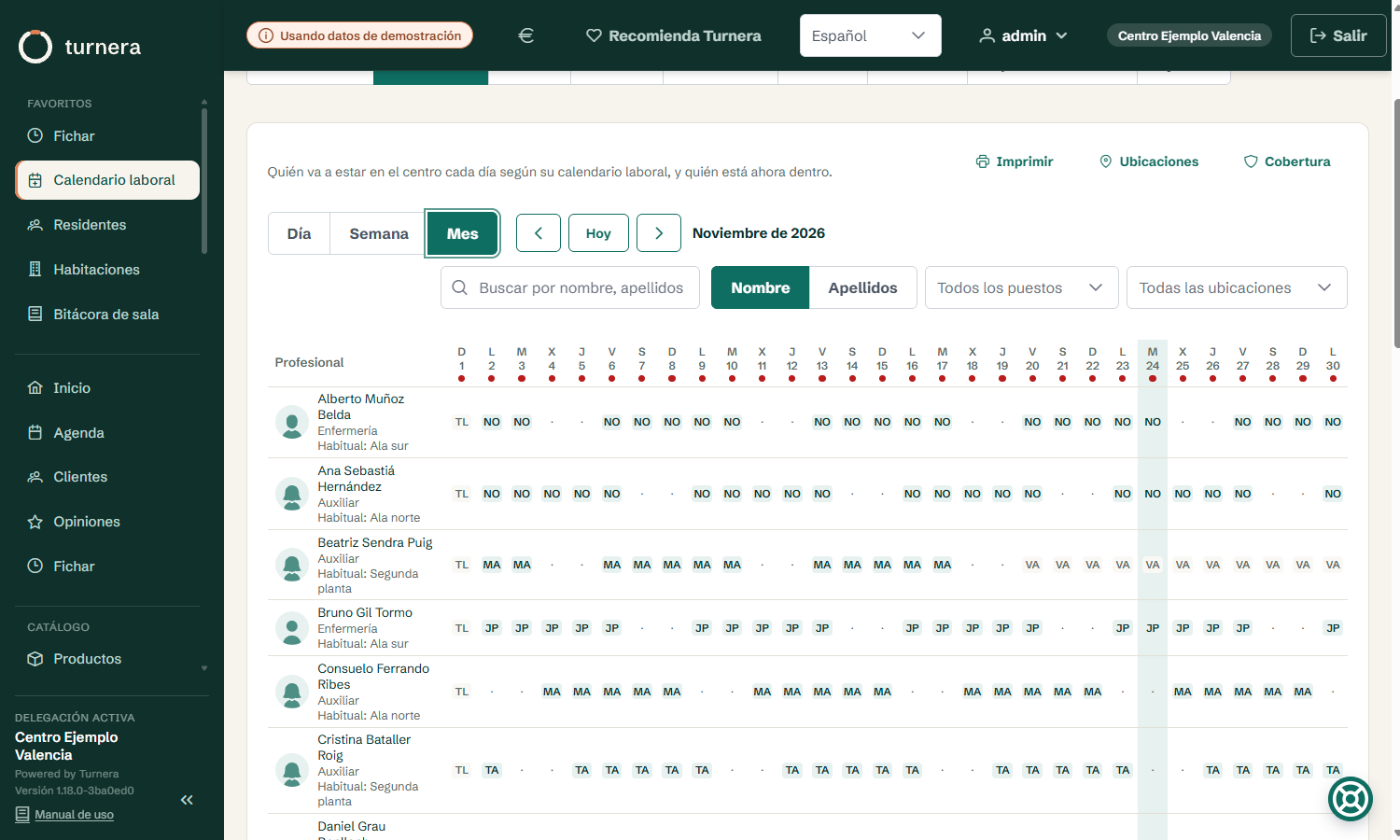 turnera
Usando datos de demostración
€
Recomienda Turnera
Español
admin
Centro Ejemplo Valencia
Salir
FAVORITOS
Fichar
Calendario laboral
Residentes
Habitaciones
Bitácora de sala
Inicio
Agenda
Clientes
Opiniones
Fichar
CATÁLOGO
Productos
DELEGACIÓN ACTIVA
Centro Ejemplo
Valencia
Powered by Turnera
Versión 1.18.0-3ba0ed0
Manual de uso
Quién va a estar en el centro cada día según su calendario laboral, y quién está ahora dentro.
Imprimir
Ubicaciones
Cobertura
Día
Semana
Mes
Hoy
Noviembre de 2026
Buscar por nombre, apellidos
Nombre
Apellidos
Todos los puestos
Todas las ubicaciones
Profesional
D L M X J V S D L M X J V S D L M X J V S D L M X J V S D L
1 2 3 4 5 6 7 8 9 10 11 12 13 14 15 16 17 18 19 20 21 22 23 24 25 26 27 28 29 30
Alberto Muñoz
Belda
Enfermería
Habitual: Ala sur
TL NO NO · · NO NO NO NO NO · · NO NO NO NO NO · · NO NO NO NO NO · · NO NO NO NO
Ana Sebastiá
Hernández
Auxiliar
Habitual: Ala norte
TL NO NO NO NO NO · · NO NO NO NO NO · · NO NO NO NO NO · · NO NO NO NO NO · · NO
Beatriz Sendra Puig
Auxiliar
Habitual: Segunda
planta
TL MA MA · · MA MA MA MA MA · · MA MA MA MA MA · · VA VA VA VA VA VA VA VA VA VA VA
Bruno Gil Tormo
Enfermería
Habitual: Ala sur
TL JP JP JP JP JP · · JP JP JP JP JP · · JP JP JP JP JP · · JP JP JP JP JP · · JP
Consuelo Ferrando
Ribes
Auxiliar
Habitual: Ala norte
TL · · MA MA MA MA MA · · MA MA MA MA MA · · MA MA MA MA MA · · MA MA MA MA MA ·
Cristina Bataller
Roig
Auxiliar
Habitual: Segunda
planta
TL TA · · TA TA TA TA TA · · TA TA TA TA TA · · TA TA TA TA TA · · TA TA TA TA TA
Daniel Grau